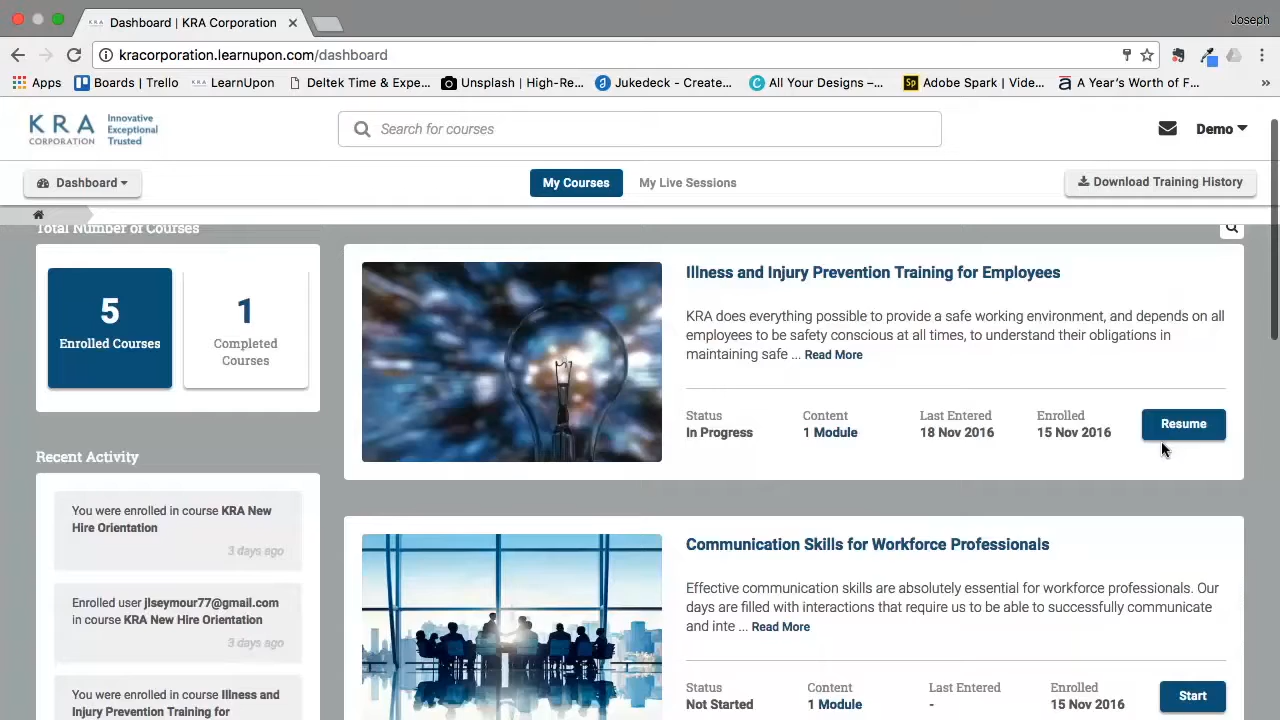 Dashboard | KRA Corporation
Joseph
kracorporation.learnupon.com/dashboard
Apps
Boards | Trello
LearnUpon
Deltek Time & Expe...
Unsplash | High-Re...
Jukedeck - Create...
All Your Designs –...
Adobe Spark | Vide...
A Year's Worth of F...
KRA
CORPORATION
Innovative
Exceptional
Trusted
Search for courses
Demo
Dashboard
My Courses
My Live Sessions
Download Training History
Total Number of Courses
5
Enrolled Courses
1
Completed
Courses
Recent Activity
You were enrolled in course KRA New
Hire Orientation
3 days ago
Enrolled user jlseymour77@gmail.com
in course KRA New Hire Orientation
3 days ago
You were enrolled in course Illness and
Injury Prevention Training for
Illness and Injury Prevention Training for Employees
KRA does everything possible to provide a safe working environment, and depends on all
employees to be safety conscious at all times, to understand their obligations in
maintaining safe ... Read More
Status
In Progress
Content
1 Module
Last Entered
18 Nov 2016
Enrolled
15 Nov 2016
Resume
Communication Skills for Workforce Professionals
Effective communication skills are absolutely essential for workforce professionals. Our
days are filled with interactions that require us to be able to successfully communicate
and inte ... Read More
Status
Not Started
Content
1 Module
Last Entered
-
Enrolled
15 Nov 2016
Start